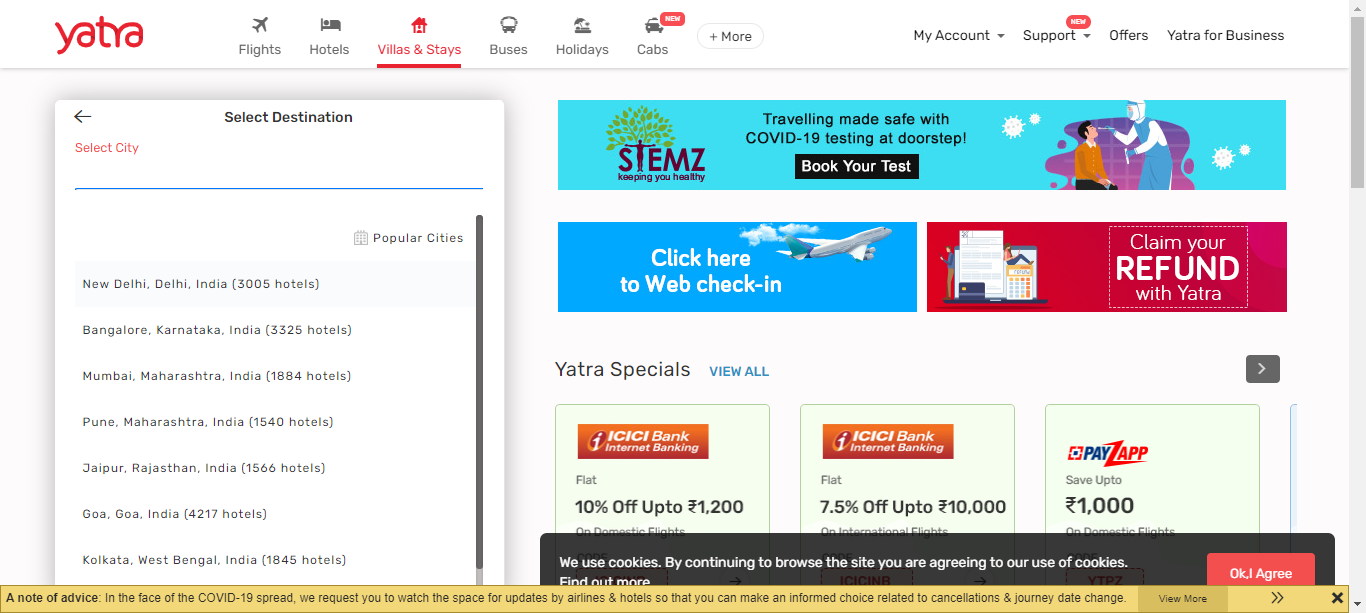 yatra
Flights
Hotels
Villas & Stays
Buses
Holidays
Cabs
NEW
+ More
My Account
Support
NEW
Offers
Yatra for Business
Select Destination
Select City
Popular Cities
New Delhi, Delhi, India (3005 hotels)
Bangalore, Karnataka, India (3325 hotels)
Mumbai, Maharashtra, India (1884 hotels)
Pune, Maharashtra, India (1540 hotels)
Jaipur, Rajasthan, India (1566 hotels)
Goa, Goa, India (4217 hotels)
Kolkata, West Bengal, India (1845 hotels)
STEMZ
keeping you healthy
Travelling made safe with
COVID-19 testing at doorstep!
Book Your Test
Click here
to Web check-in
Claim your
REFUND
with Yatra
Yatra Specials
VIEW ALL
ICICI Bank
Internet Banking
Flat
10% Off Upto ₹1,200
On Domestic Flights
CODE
ICICI Bank
Internet Banking
Flat
7.5% Off Upto ₹10,000
On International Flights
CODE
ICICINB
PAYZAPP
Save Upto
₹1,000
On Domestic Flights
CODE
YTPZ
We use cookies. By continuing to browse the site you are agreeing to our use of cookies.
Find out more
Ok,I Agree
A note of advice: In the face of the COVID-19 spread, we request you to watch the space for updates by airlines & hotels so that you can make an informed choice related to cancellations & journey date change.
View More